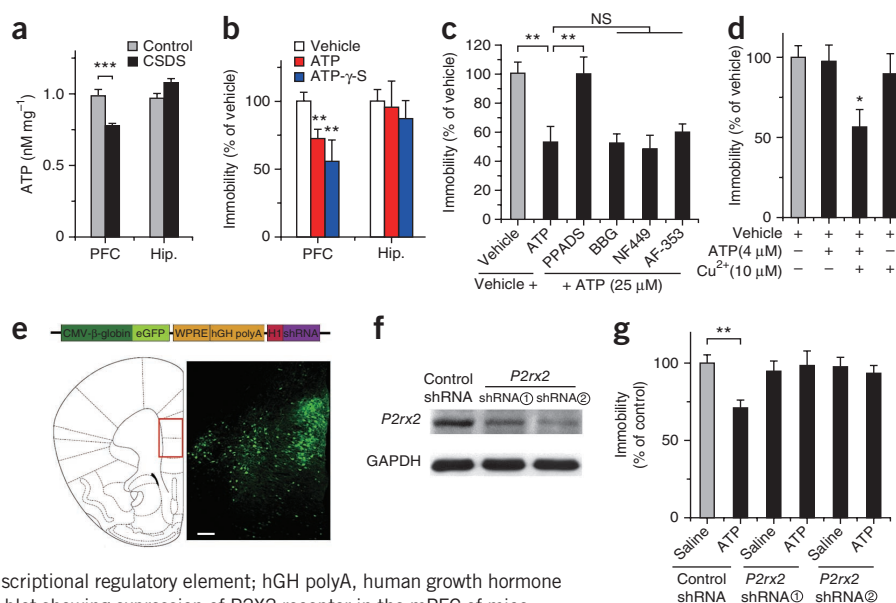 a
Control
CSDS
***
ATP (nM mg⁻¹)
1.0
0.5
0
PFC
Hip.
b
Vehicle
ATP
ATP-γ-S
**
**
Immobility (% of vehicle)
100
50
0
PFC
Hip.
c
NS
**
**
Immobility (% of vehicle)
120
100
80
60
40
20
0
Vehicle
ATP
PPADS
BBG
NF449
AF-353
Vehicle +
+ ATP (25 μM)
d
*
Immobility (% of vehicle)
100
50
0
Vehicle + + + +
ATP(4 μM) – + + –
Cu²⁺(10 μM) – – + +
e
CMV-β-globin eGFP WPRE hGH polyA H1 shRNA
f
Control shRNA
P2rx2
shRNA① shRNA②
P2rx2
GAPDH
g
**
Immobility
(% of control)
100
50
0
Saline
ATP
Saline
ATP
Saline
ATP
Control
shRNA
P2rx2
shRNA①
P2rx2
shRNA②
scriptional regulatory element; hGH polyA, human growth hormone